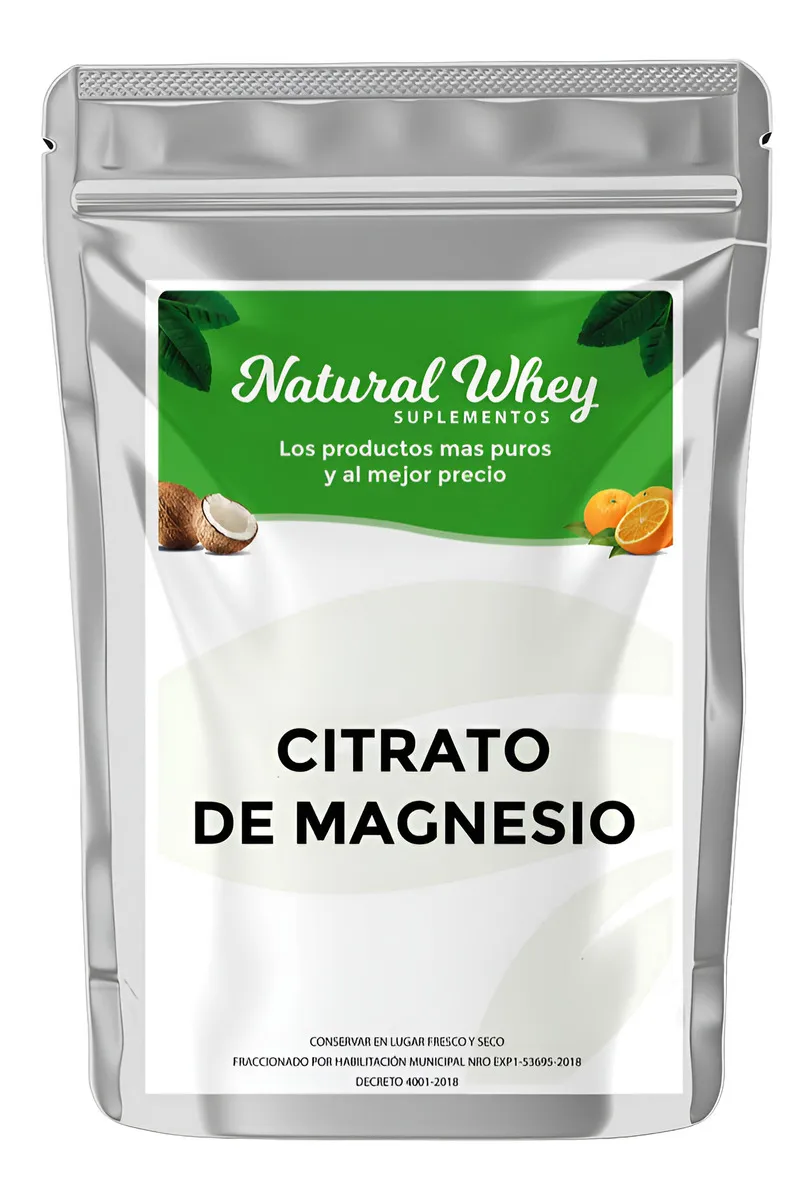 Natural Whey
SUPLEMENTOS
Los productos mas puros
y al mejor precio
CITRATO
DE MAGNESIO
CONSERVAR EN LUGAR FRESCO Y SECO
FRACCIONADO POR HABILITACIÓN MUNICIPAL NRO EXP1-53695-2018
DECRETO 4001-2018